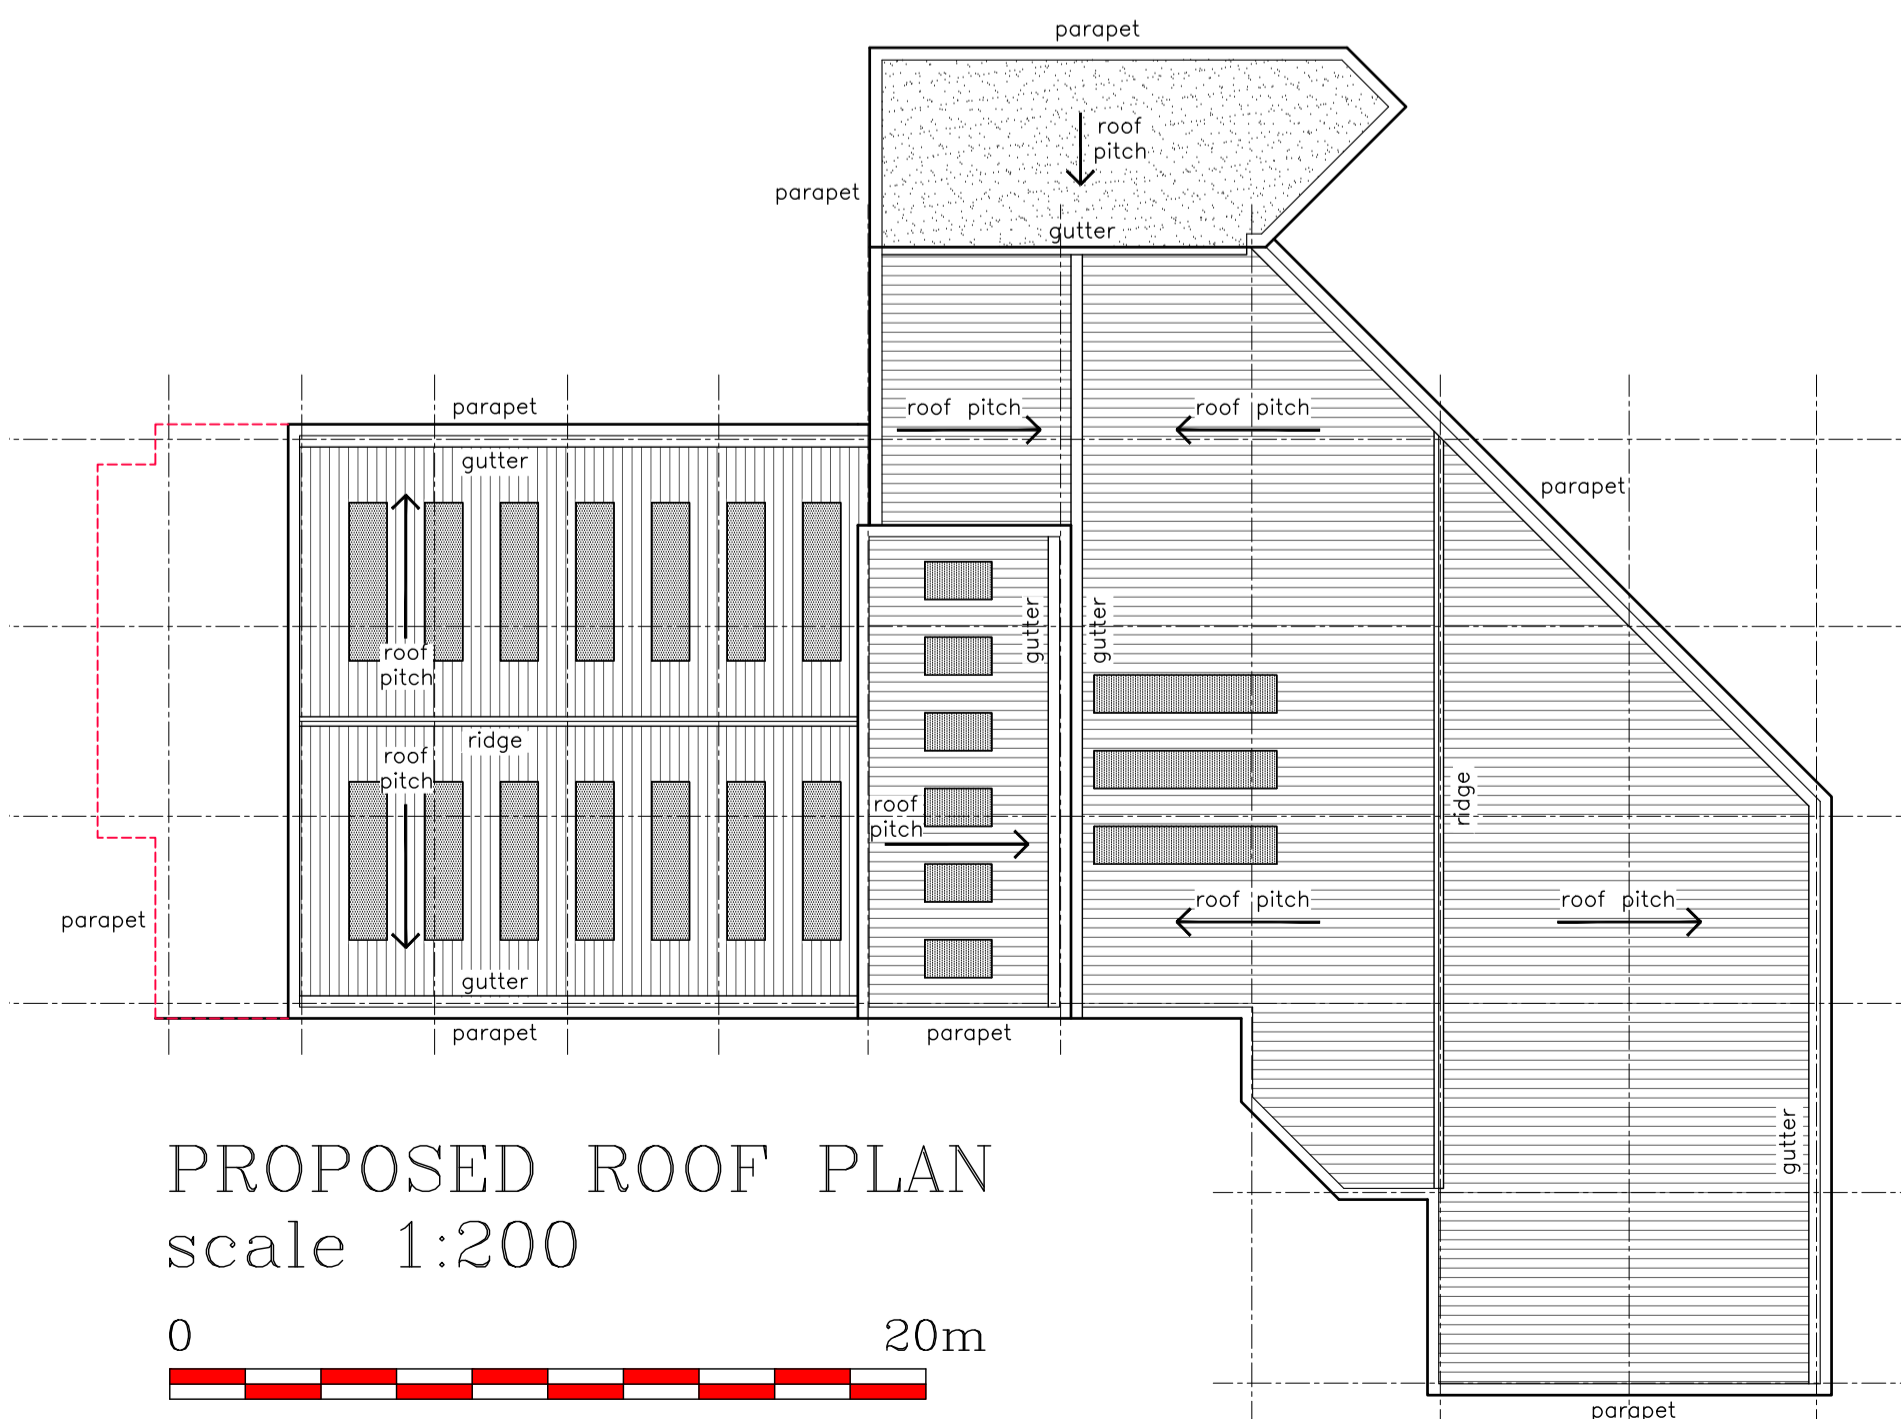 parapet
roof
pitch
parapet
gutter
parapet
roof pitch
roof pitch
gutter
parapet
gutter
gutter
roof
pitch
ridge
roof
pitch
ridge
roof
pitch
roof pitch
roof pitch
parapet
gutter
parapet
parapet
gutter
PROPOSED ROOF PLAN
scale 1:200
0
20m
parapet